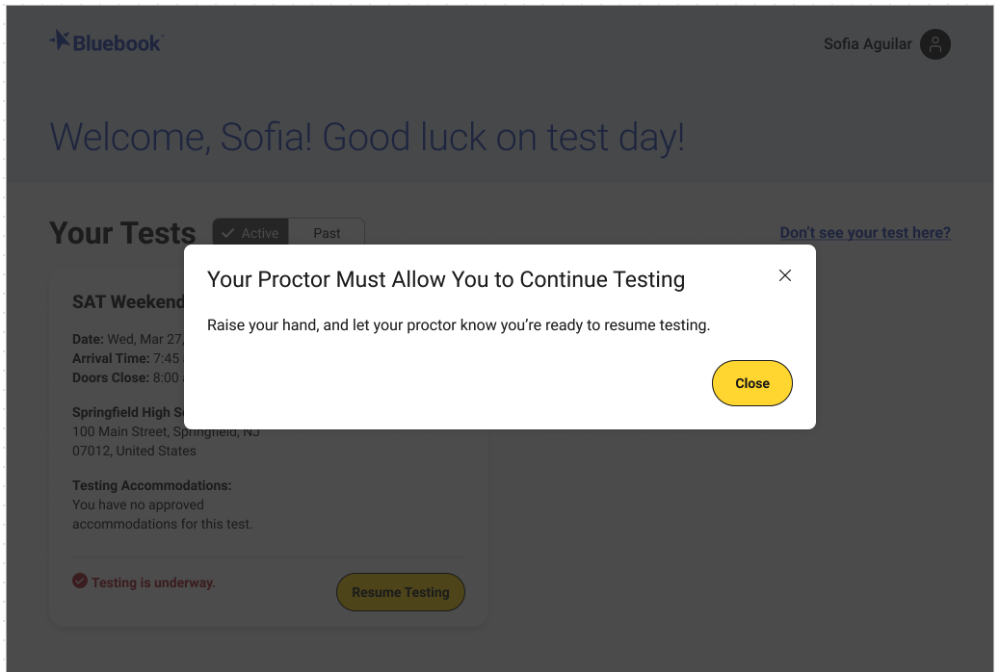 Bluebook
Sofia Aguilar
Welcome, Sofia! Good luck on test day!
Your Tests
Active
Past
Don't see your test here?
Your Proctor Must Allow You to Continue Testing
Raise your hand, and let your proctor know you’re ready to resume testing.
Close
SAT Weekend
Date: Wed, Mar 27,
Arrival Time: 7:45
Doors Close: 8:00
Springfield High
100 Main Street, Springfield, NJ
07012, United States
Testing Accommodations:
You have no approved
accommodations for this test.
Testing is underway.
Resume Testing